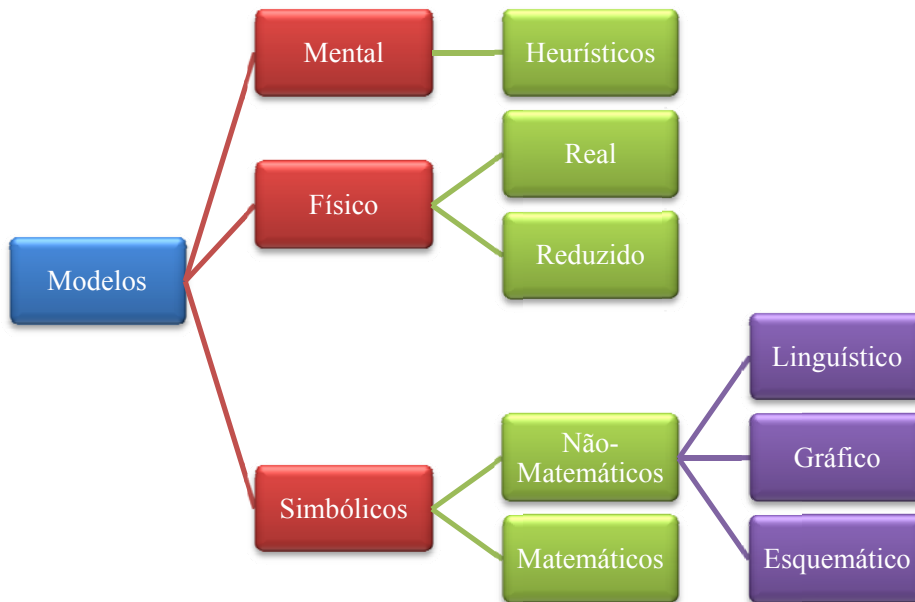 Modelos
Mental
Heurísticos
Físico
Real
Reduzido
Simbólicos
Não-
Matemáticos
Linguístico
Gráfico
Esquemático
Matemáticos